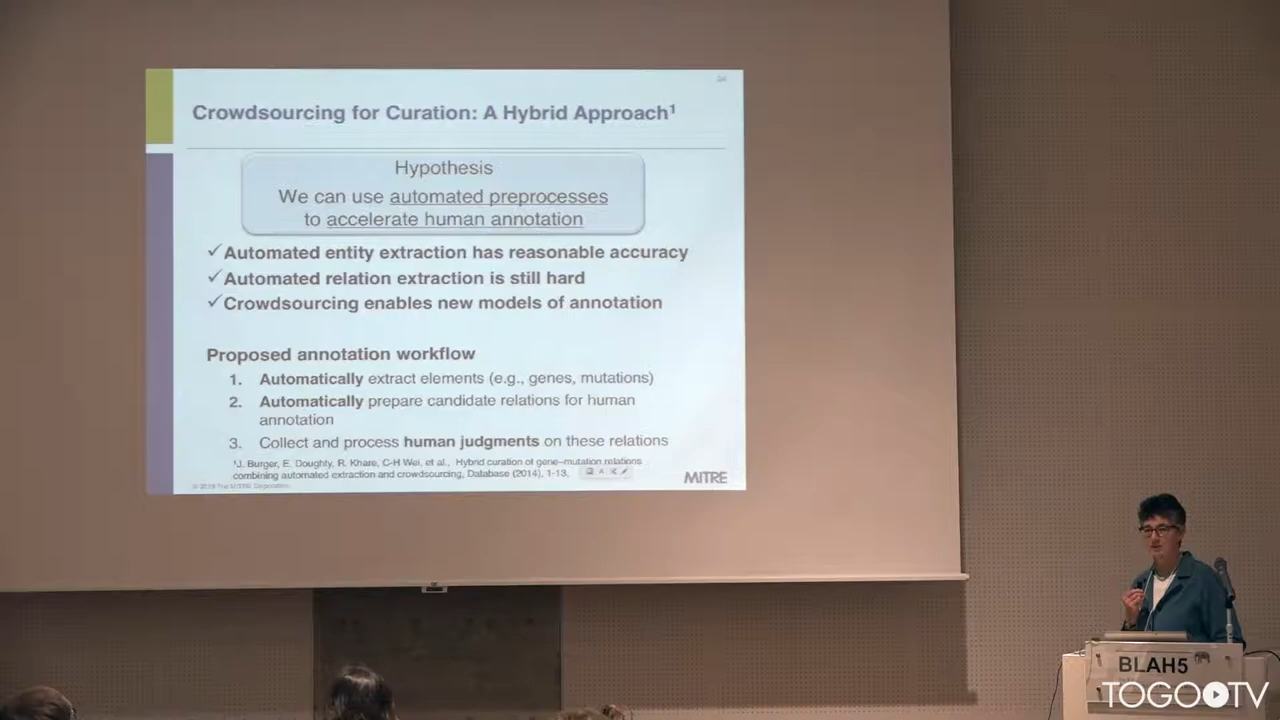 Crowdsourcing for Curation: A Hybrid Approach¹
Hypothesis
We can use automated preprocesses
to accelerate human annotation
✓Automated entity extraction has reasonable accuracy
✓Automated relation extraction is still hard
✓Crowdsourcing enables new models of annotation
Proposed annotation workflow
1. Automatically extract elements (e.g., genes, mutations)
2. Automatically prepare candidate relations for human
annotation
3. Collect and process human judgments on these relations
¹J. Burger, E. Doughty, R. Khare, C-H Wei, et al., Hybrid curation of gene–mutation relations
combining automated extraction and crowdsourcing, Database (2014), 1-13.
The MITRE Corporation
MITRE
BLAH5
TOGOTV